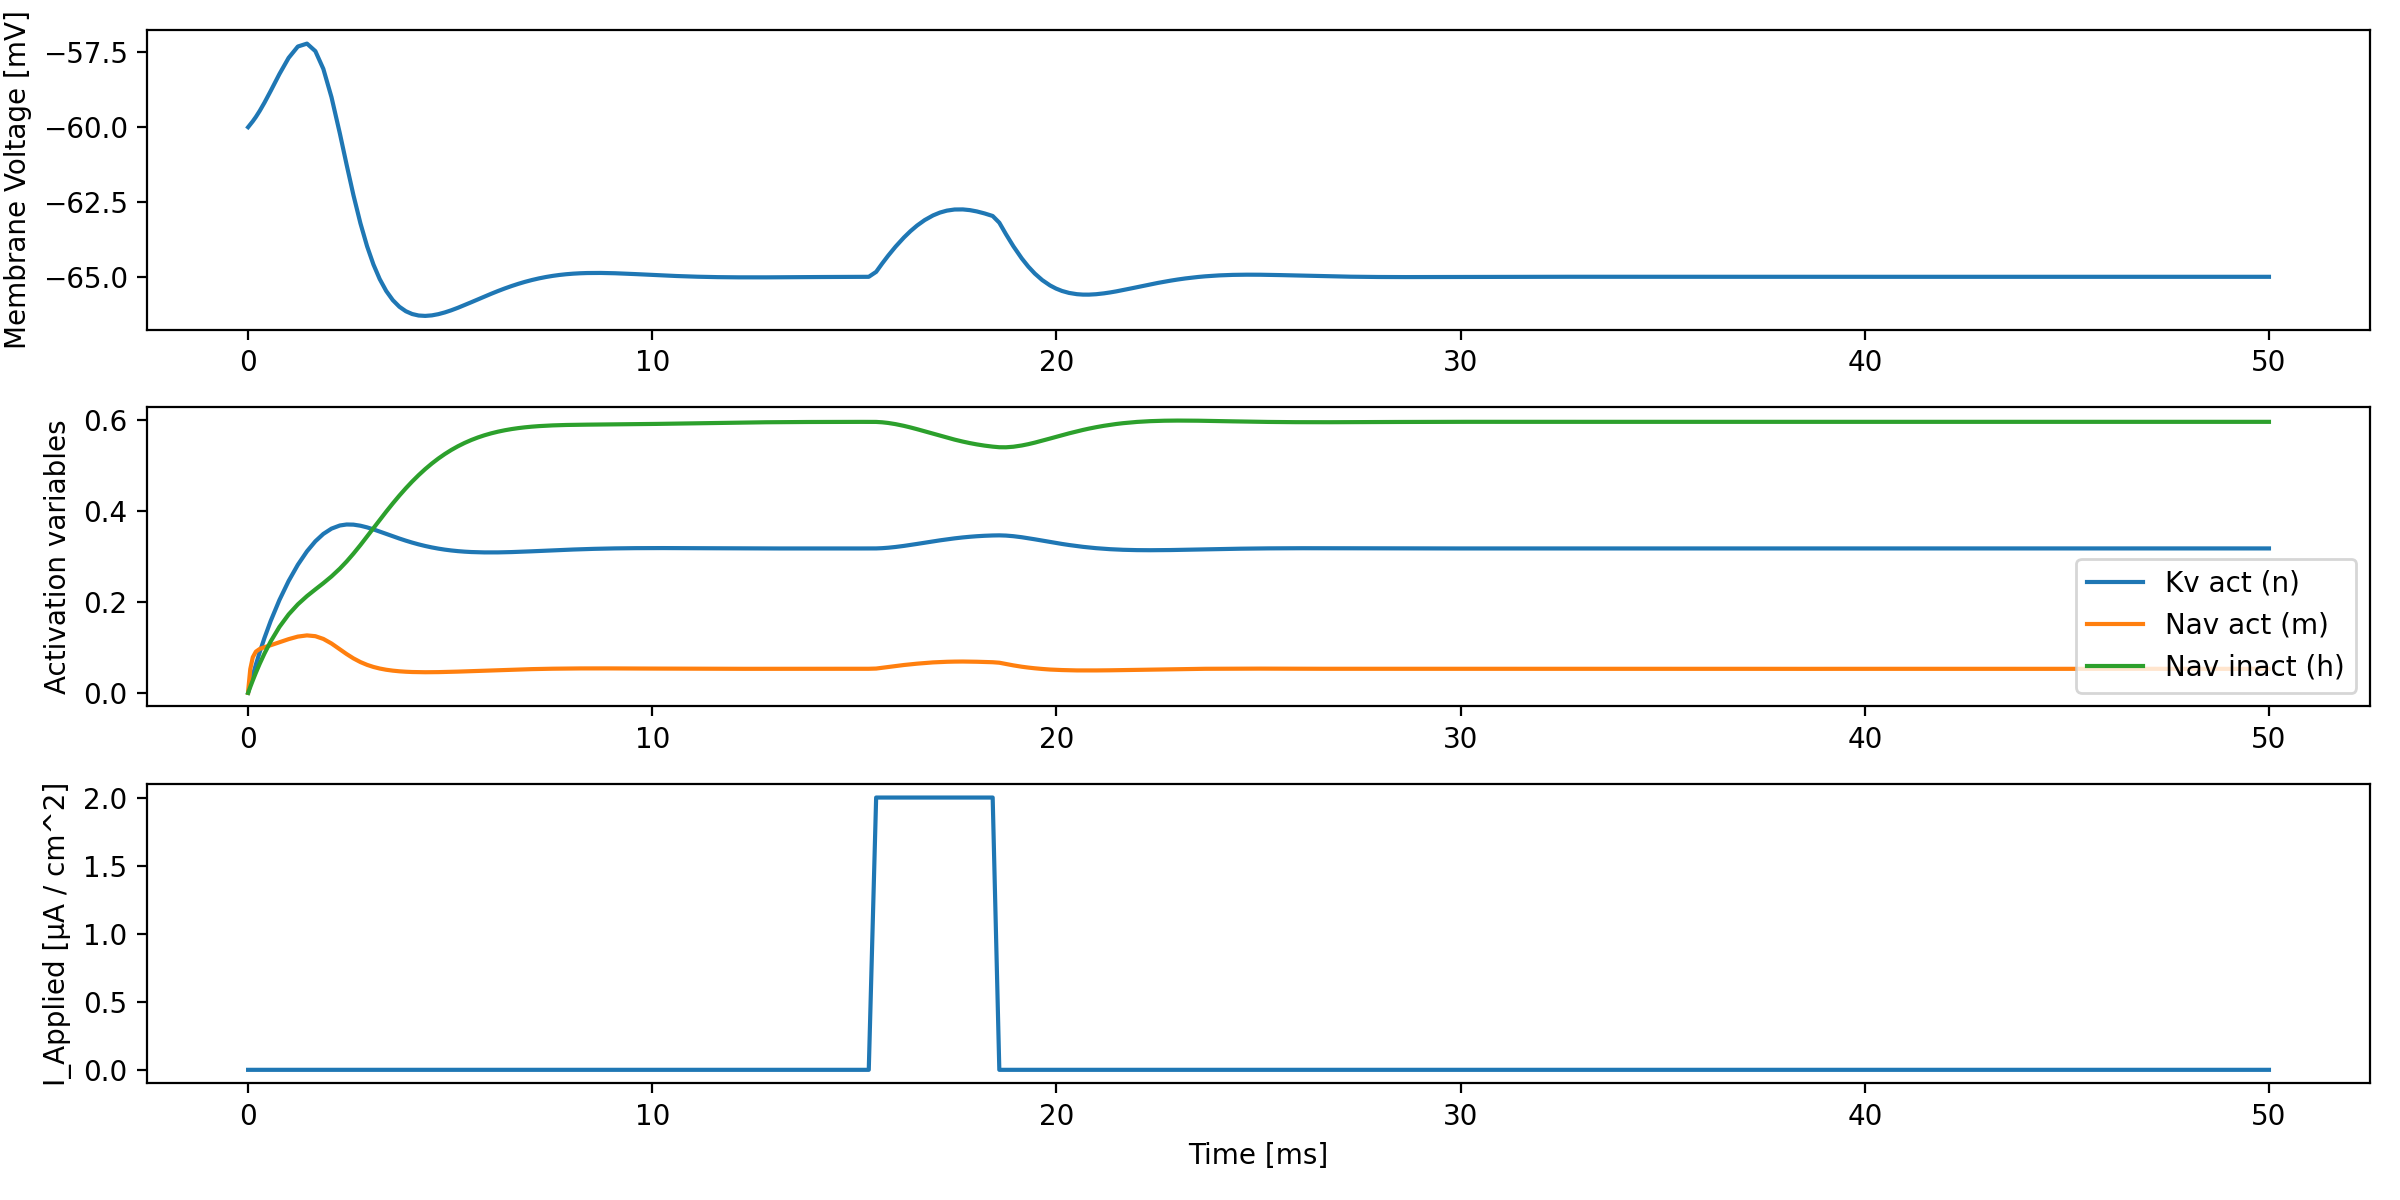 Membrane Voltage [mV]
−57.5
−60.0
−62.5
−65.0
0 10 20 30 40 50
Activation variables
0.6
0.4
0.2
0.0
Kv act (n)
Nav act (m)
Nav inact (h)
0 10 20 30 40 50
I_Applied [µA / cm^2]
2.0
1.5
1.0
0.5
0.0
0 10 20 30 40 50
Time [ms]